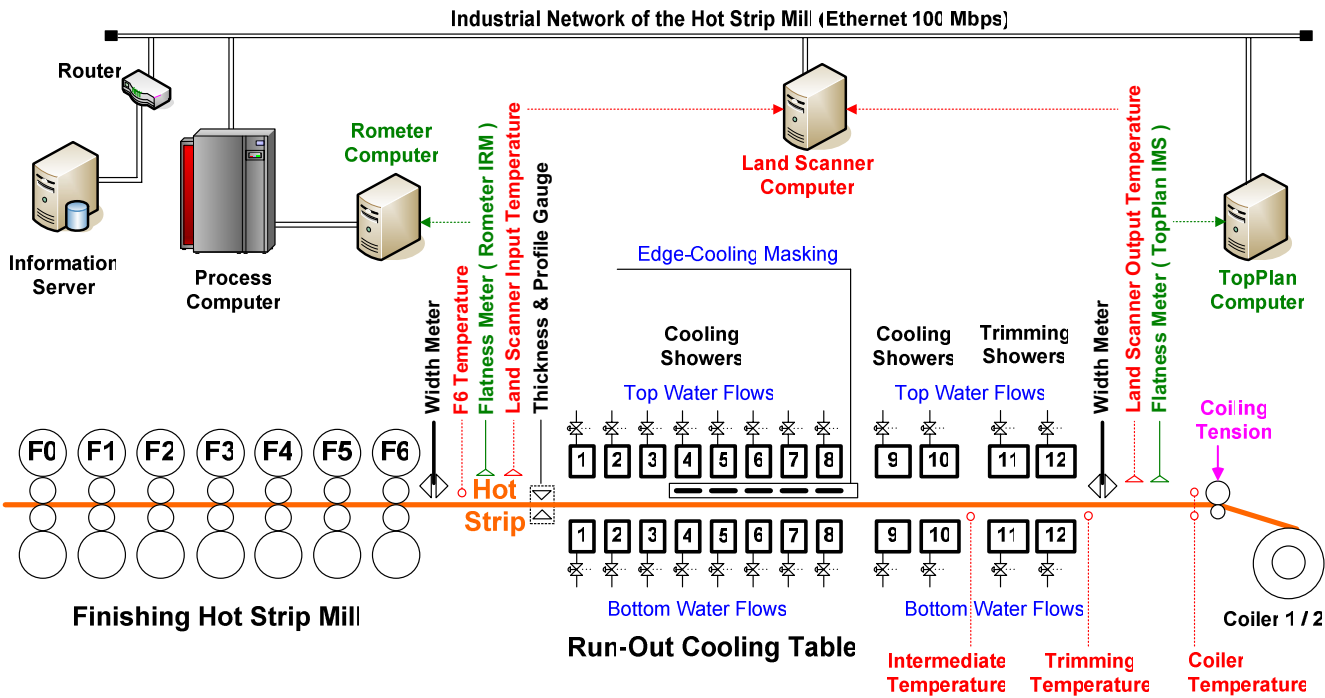 Industrial Network of the Hot Strip Mill (Ethernet 100 Mbps)
Router
Information
Server
Process
Computer
Rometer
Computer
Land Scanner
Computer
TopPlan
Computer
Width Meter
F6 Temperature
Flatness Meter ( Rometer IRM )
Land Scanner Input Temperature
Thickness & Profile Gauge
Edge-Cooling Masking
Cooling
Showers
Top Water Flows
Cooling
Showers
Trimming
Showers
Top Water Flows
Width Meter
Land Scanner Output Temperature
Flatness Meter ( TopPlan IMS )
Coiling
Tension
F0 F1 F2 F3 F4 F5 F6
1 2 3 4 5 6 7 8 9 10 11 12
Hot
Strip
1 2 3 4 5 6 7 8 9 10 11 12
Bottom Water Flows
Bottom Water Flows
Finishing Hot Strip Mill
Run-Out Cooling Table
Coiler 1 / 2
Intermediate
Temperature
Trimming
Temperature
Coiler
Temperature